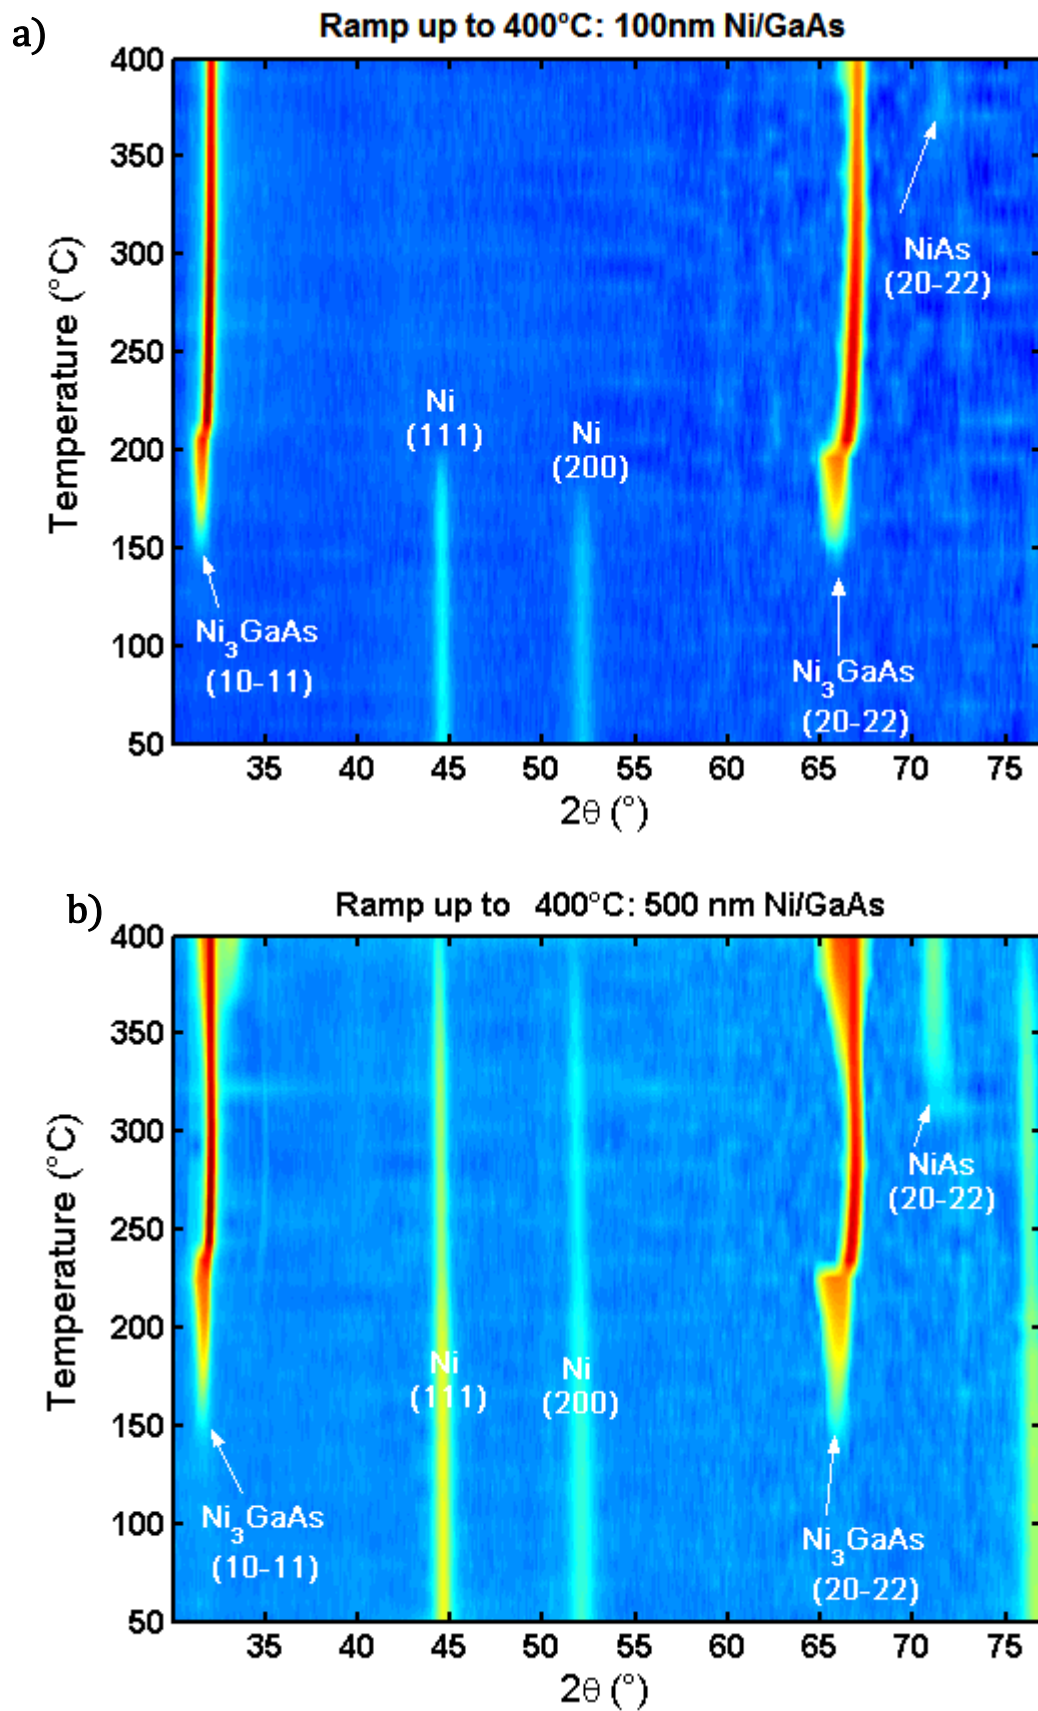 a)
Ramp up to 400°C: 100nm Ni/GaAs
400
350
300
250
200
150
100
50
Temperature (°C)
NiAs
(20-22)
Ni
(111)
Ni
(200)
Ni₃GaAs
(10-11)
Ni₃GaAs
(20-22)
35 40 45 50 55 60 65 70 75
2θ (°)
b)
Ramp up to 400°C: 500 nm Ni/GaAs
400
350
300
250
200
150
100
50
Temperature (°C)
NiAs
(20-22)
Ni
(111)
Ni
(200)
Ni₃GaAs
(10-11)
Ni₃GaAs
(20-22)
35 40 45 50 55 60 65 70 75
2θ (°)